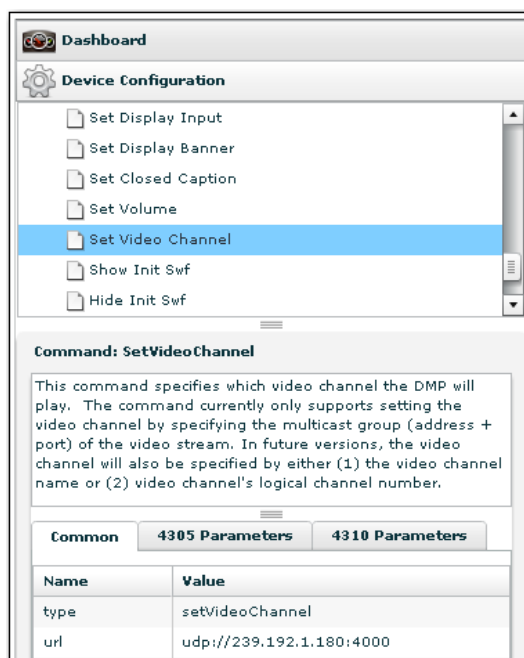 Dashboard
Device Configuration
Set Display Input
Set Display Banner
Set Closed Caption
Set Volume
Set Video Channel
Show Init Swf
Hide Init Swf
Command: SetVideoChannel
This command specifies which video channel the DMP will
play. The command currently only supports setting the
video channel by specifying the multicast group (address +
port) of the video stream. In future versions, the video
channel will also be specified by either (1) the video channel
name or (2) video channel's logical channel number.
Common 4305 Parameters 4310 Parameters
Name Value
type setVideoChannel
url udp://239.192.1.180:4000